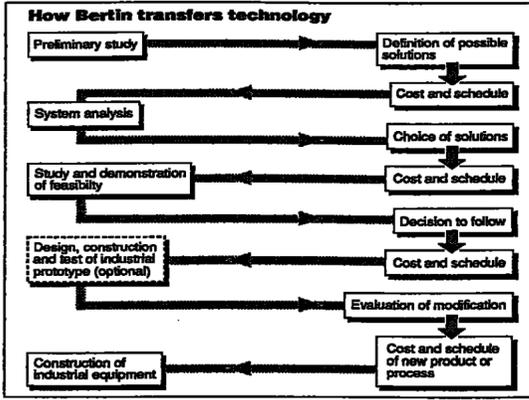 How Bertin transfers technology
Preliminary study
Definition of possible
solutions
Cost and schedule
System analysis
Choice of solutions
Study and demonstration
of feasibilty
Cost and schedule
Decision to follow
Design, construction
and test of industrial
prototype (optional)
Cost and schedule
Evaluation of modification
Construction of
industrial equipment
Cost and schedule
of new product or
process